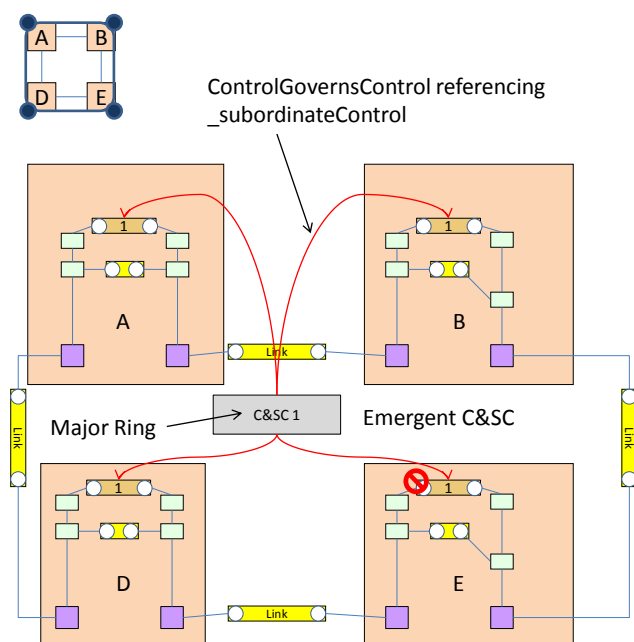 A B
D E
ControlGovernsControl referencing
_subordinateControl
1
1
A
B
Link
Link
Link
Major Ring
C&SC 1
Emergent C&SC
1
1
D
E
Link